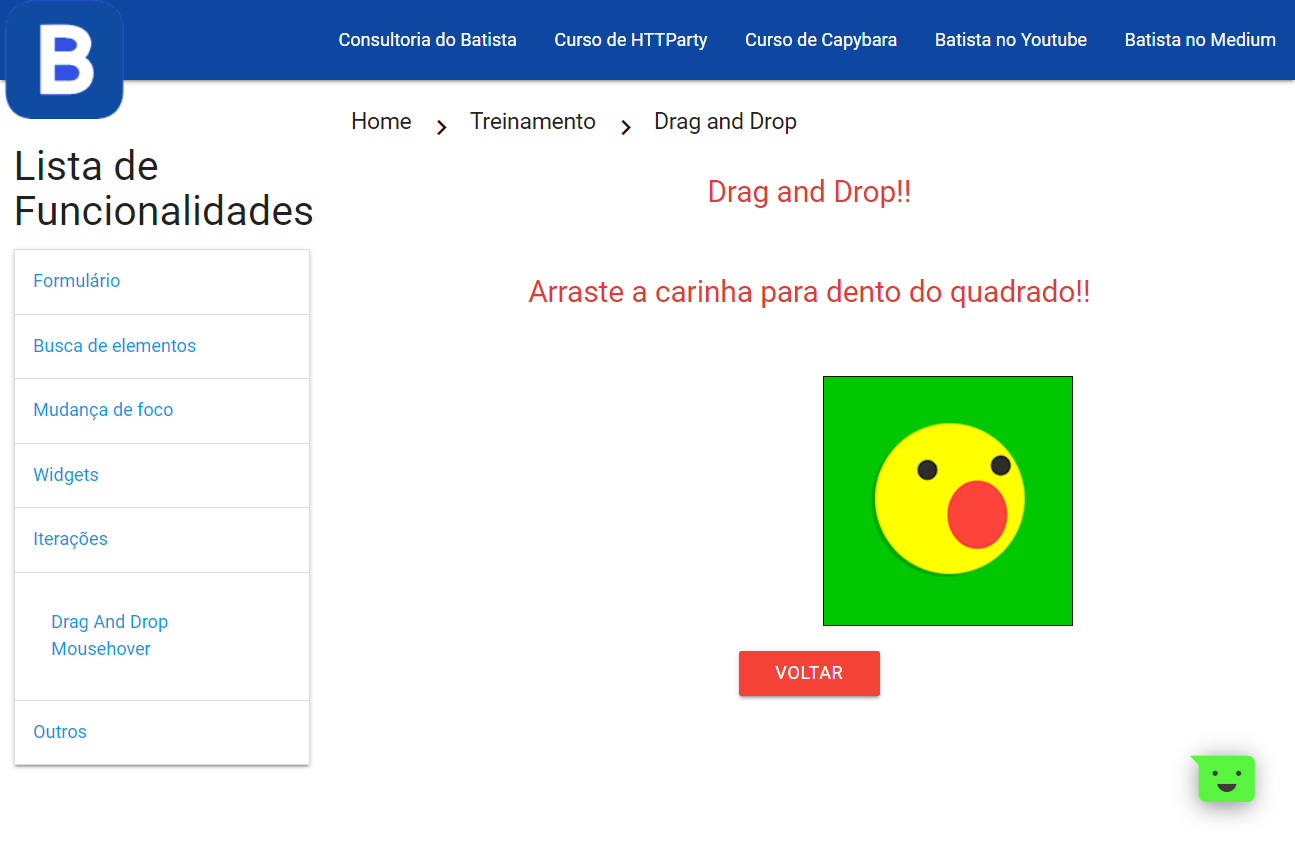 B
Consultoria do Batista
Curso de HTTParty
Curso de Capybara
Batista no Youtube
Batista no Medium
Home
Treinamento
Drag and Drop
Lista de
Funcionalidades
Formulário
Busca de elementos
Mudança de foco
Widgets
Iterações
Drag And Drop
Mousehover
Outros
Drag and Drop!!
Arraste a carinha para dento do quadrado!!
VOLTAR